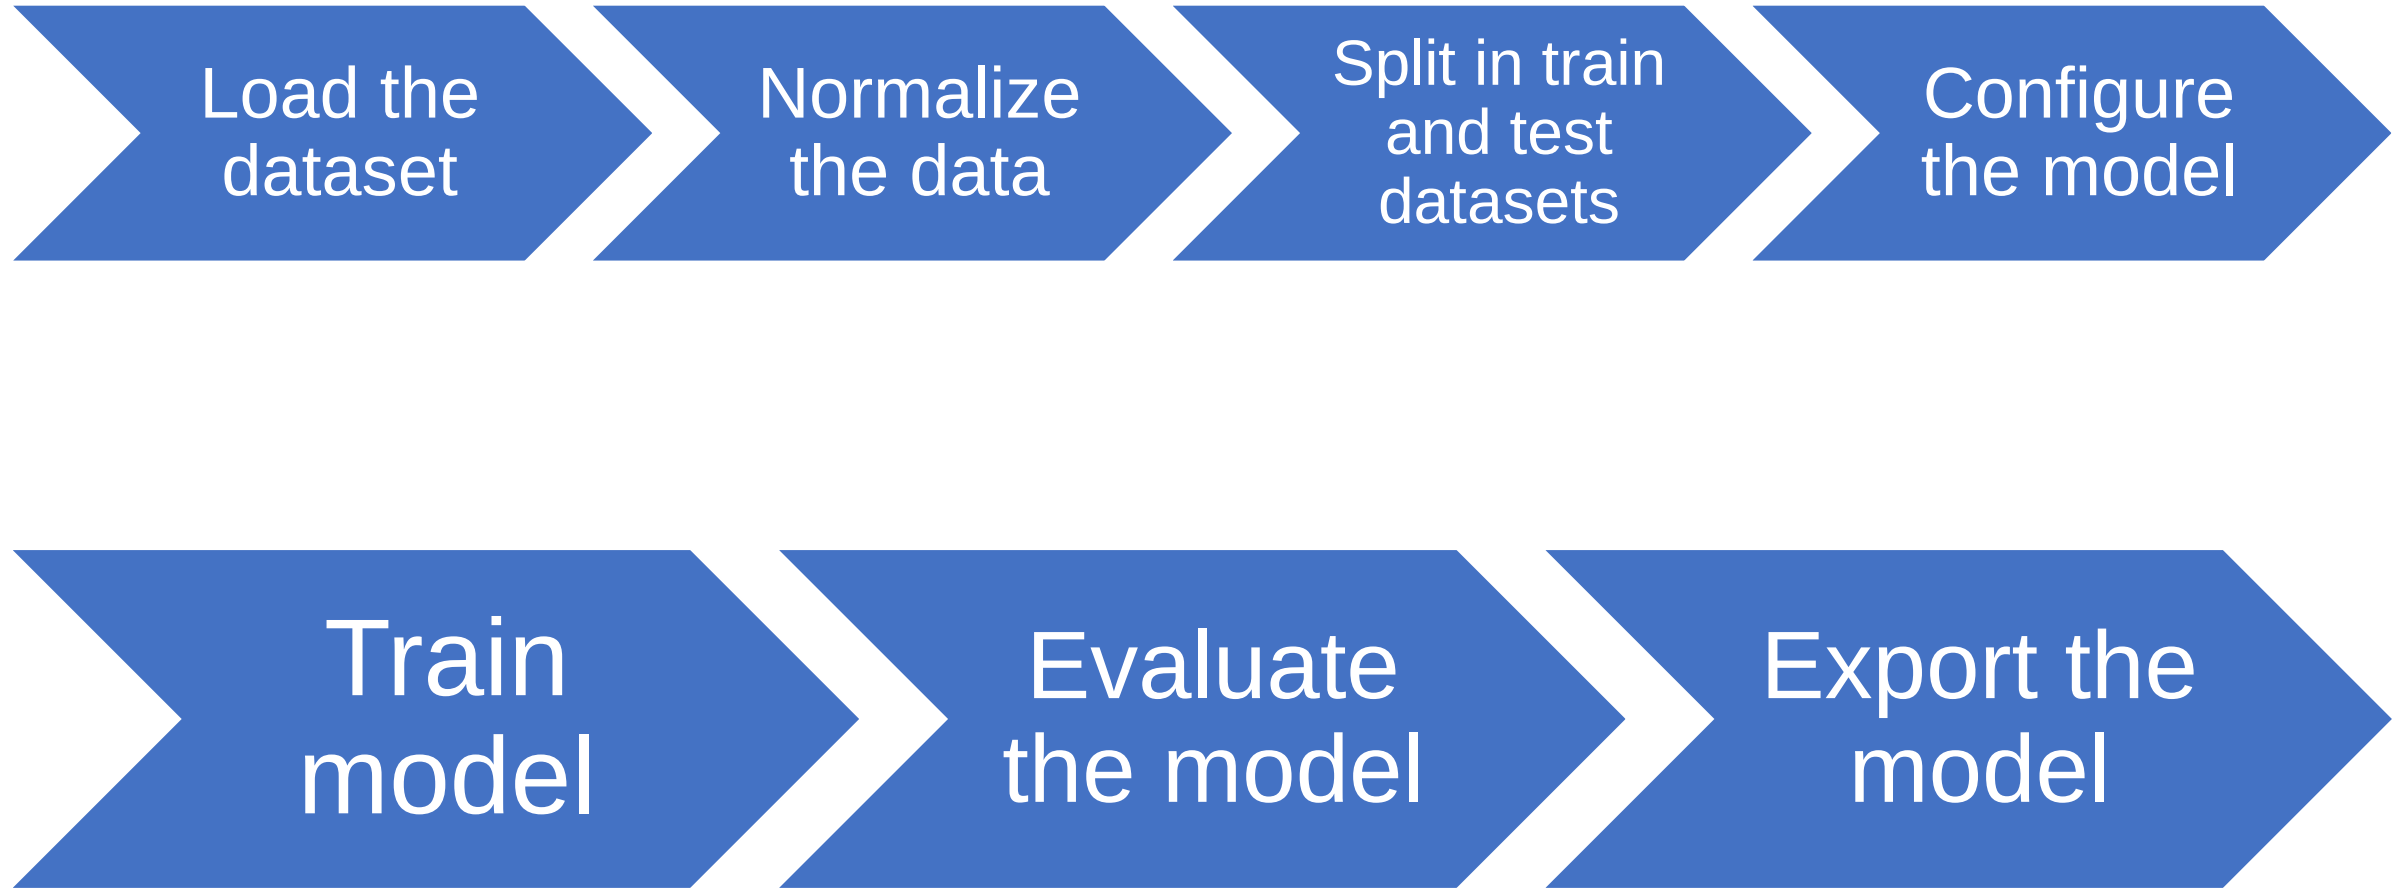 Load the
dataset
Normalize
the data
Split in train
and test
datasets
Configure
the model
Train
model
Evaluate
the model
Export the
model